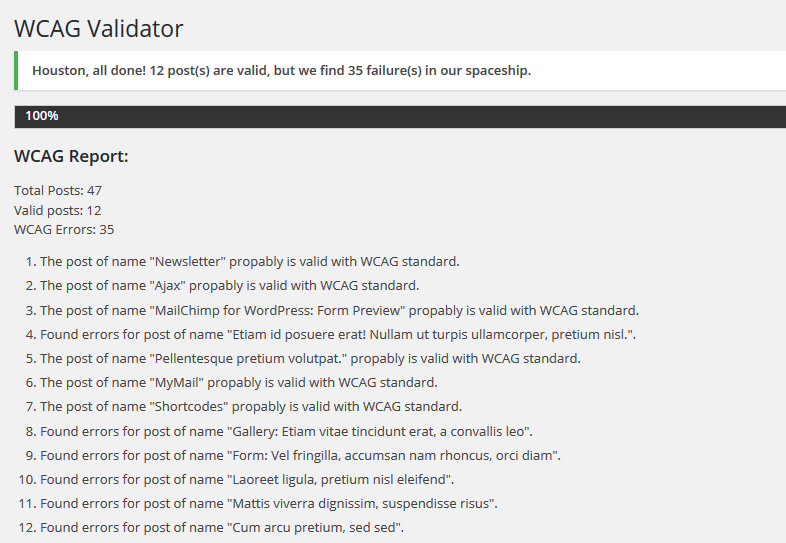 WCAG Validator
Houston, all done! 12 post(s) are valid, but we find 35 failure(s) in our spaceship.
100%
WCAG Report:
Total Posts: 47
Valid posts: 12
WCAG Errors: 35
1. The post of name "Newsletter" propably is valid with WCAG standard.
2. The post of name "Ajax" propably is valid with WCAG standard.
3. The post of name "MailChimp for WordPress: Form Preview" propably is valid with WCAG standard.
4. Found errors for post of name "Etiam id posuere erat! Nullam ut turpis ullamcorper, pretium nisl.".
5. The post of name "Pellentesque pretium volutpat." propably is valid with WCAG standard.
6. The post of name "MyMail" propably is valid with WCAG standard.
7. The post of name "Shortcodes" propably is valid with WCAG standard.
8. Found errors for post of name "Gallery: Etiam vitae tincidunt erat, a convallis leo".
9. Found errors for post of name "Form: Vel fringilla, accumsan nam rhoncus, orci diam".
10. Found errors for post of name "Laoreet ligula, pretium nisl eleifend".
11. Found errors for post of name "Mattis viverra dignissim, suspendisse risus".
12. Found errors for post of name "Cum arcu pretium, sed sed".